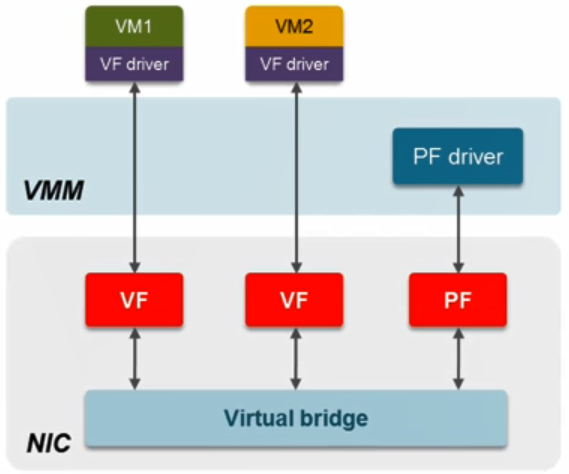 VM1
VF driver
VM2
VF driver
PF driver
VMM
VF
VF
PF
Virtual bridge
NIC